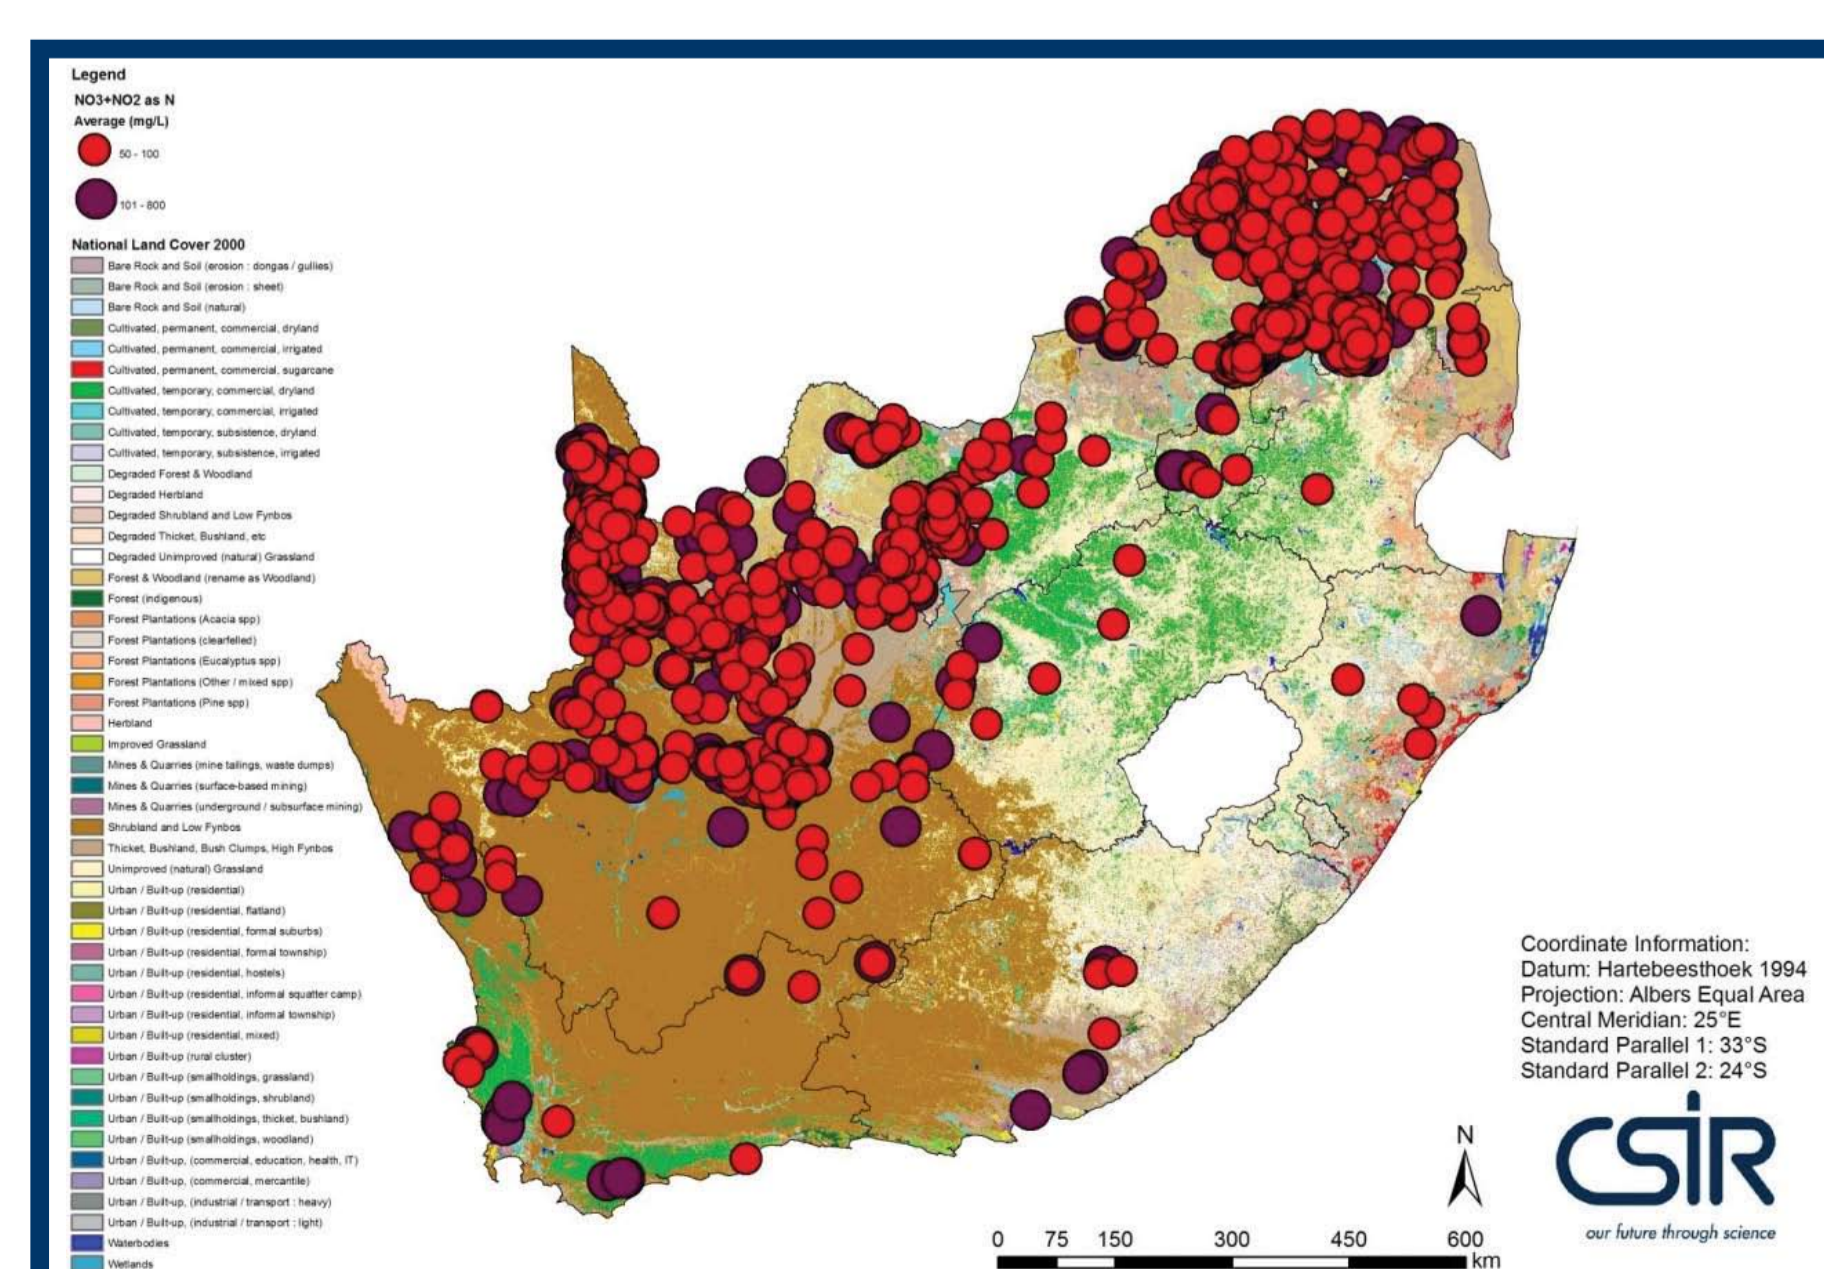 Legend
NO3+NO2 as N
Average (mg/L)
50 - 100
101 - 800
National Land Cover 2000
Bare Rock and Soil (erosion : dongas / gullies)
Bare Rock and Soil (erosion : sheet)
Bare Rock and Soil (natural)
Cultivated, permanent, commercial, dryland
Cultivated, permanent, commercial, irrigated
Cultivated, permanent, commercial, sugarcane
Cultivated, temporary, commercial, dryland
Cultivated, temporary, commercial, irrigated
Cultivated, temporary, subsistence, dryland
Cultivated, temporary, subsistence, irrigated
Degraded Forest & Woodland
Degraded Herbland
Degraded Shrubland and Low Fynbos
Degraded Thicket, Bushland, etc
Degraded Unimproved (natural) Grassland
Forest & Woodland (rename as Woodland)
Forest (indigenous)
Forest Plantations (Acacia spp)
Forest Plantations (clearfelled)
Forest Plantations (Eucalyptus spp)
Forest Plantations (Other / mixed spp)
Forest Plantations (Pine spp)
Herbland
Improved Grassland
Mines & Quarries (mine tailings, waste dumps)
Mines & Quarries (surface-based mining)
Mines & Quarries (underground / subsurface mining)
Shrubland and Low Fynbos
Thicket, Bushland, Bush Clumps, High Fynbos
Unimproved (natural) Grassland
Urban / Built-up (residential)
Urban / Built-up (residential, flatland)
Urban / Built-up (residential, formal suburbs)
Urban / Built-up (residential, formal township)
Urban / Built-up (residential, hostels)
Urban / Built-up (residential, informal squatter camp)
Urban / Built-up (residential, informal township)
Urban / Built-up (residential, mixed)
Urban / Built-up (rural cluster)
Urban / Built-up (smallholdings, grassland)
Urban / Built-up (smallholdings, shrubland)
Urban / Built-up (smallholdings, thicket, bushland)
Urban / Built-up (smallholdings, woodland)
Urban / Built-up, (commercial, education, health, IT)
Urban / Built-up, (commercial, mercantile)
Urban / Built-up, (industrial / transport : heavy)
Urban / Built-up, (industrial / transport : light)
Waterbodies
Wetlands
Coordinate Information:
Datum: Hartebeesthoek 1994
Projection: Albers Equal Area
Central Meridian: 25°E
Standard Parallel 1: 33°S
Standard Parallel 2: 24°S
CSIR
our future through science
N
0 75 150 300 450 600
km